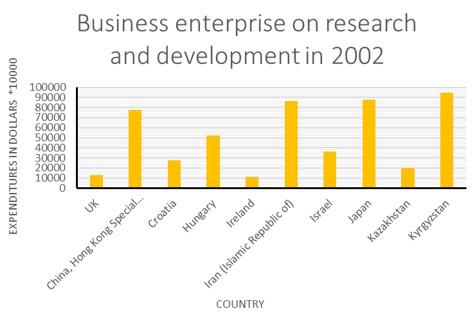 Business enterprise on research
and development in 2002
EXPENDITURES IN DOLLARS *10000
100000
90000
80000
70000
60000
50000
40000
30000
20000
10000
0
UK
China, Hong Kong Special...
Croatia
Hungary
Ireland
Iran (Islamic Republic of)
Israel
Japan
Kazakhstan
Kyrgyzstan
COUNTRY